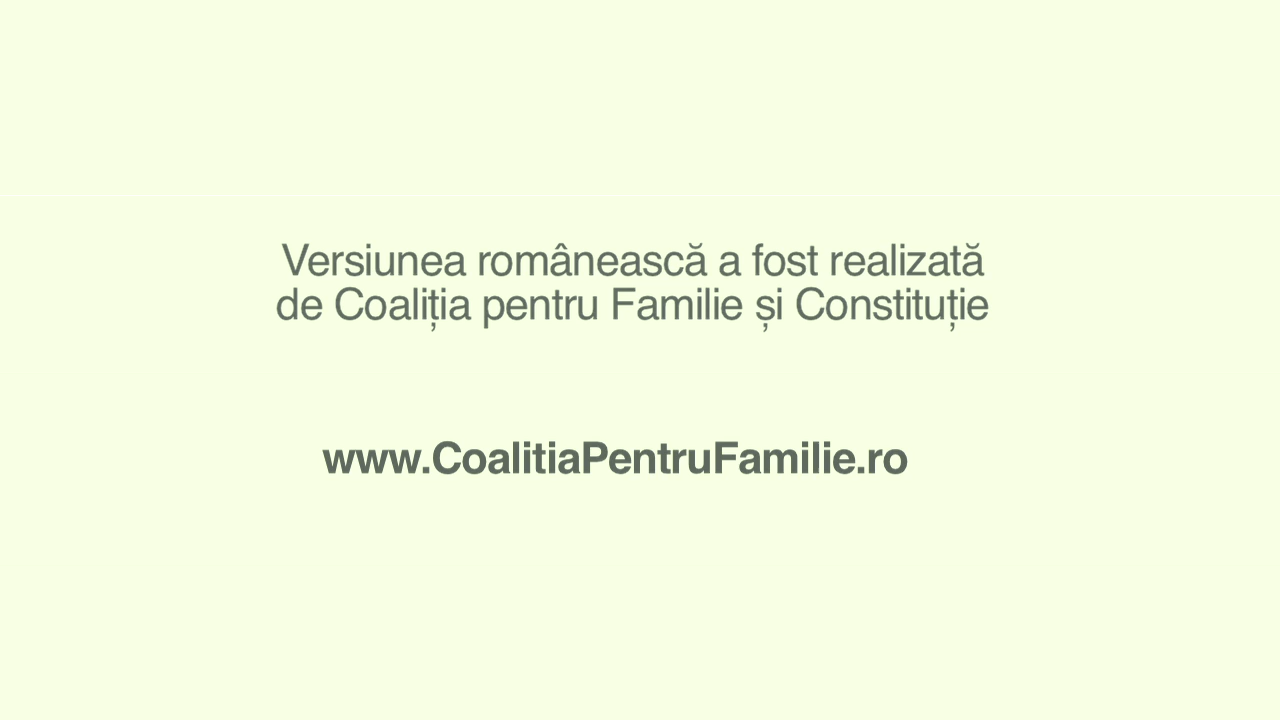 Versiunea românească a fost realizată
de Coaliția pentru Familie și Constituție
www.CoalitiaPentruFamilie.ro